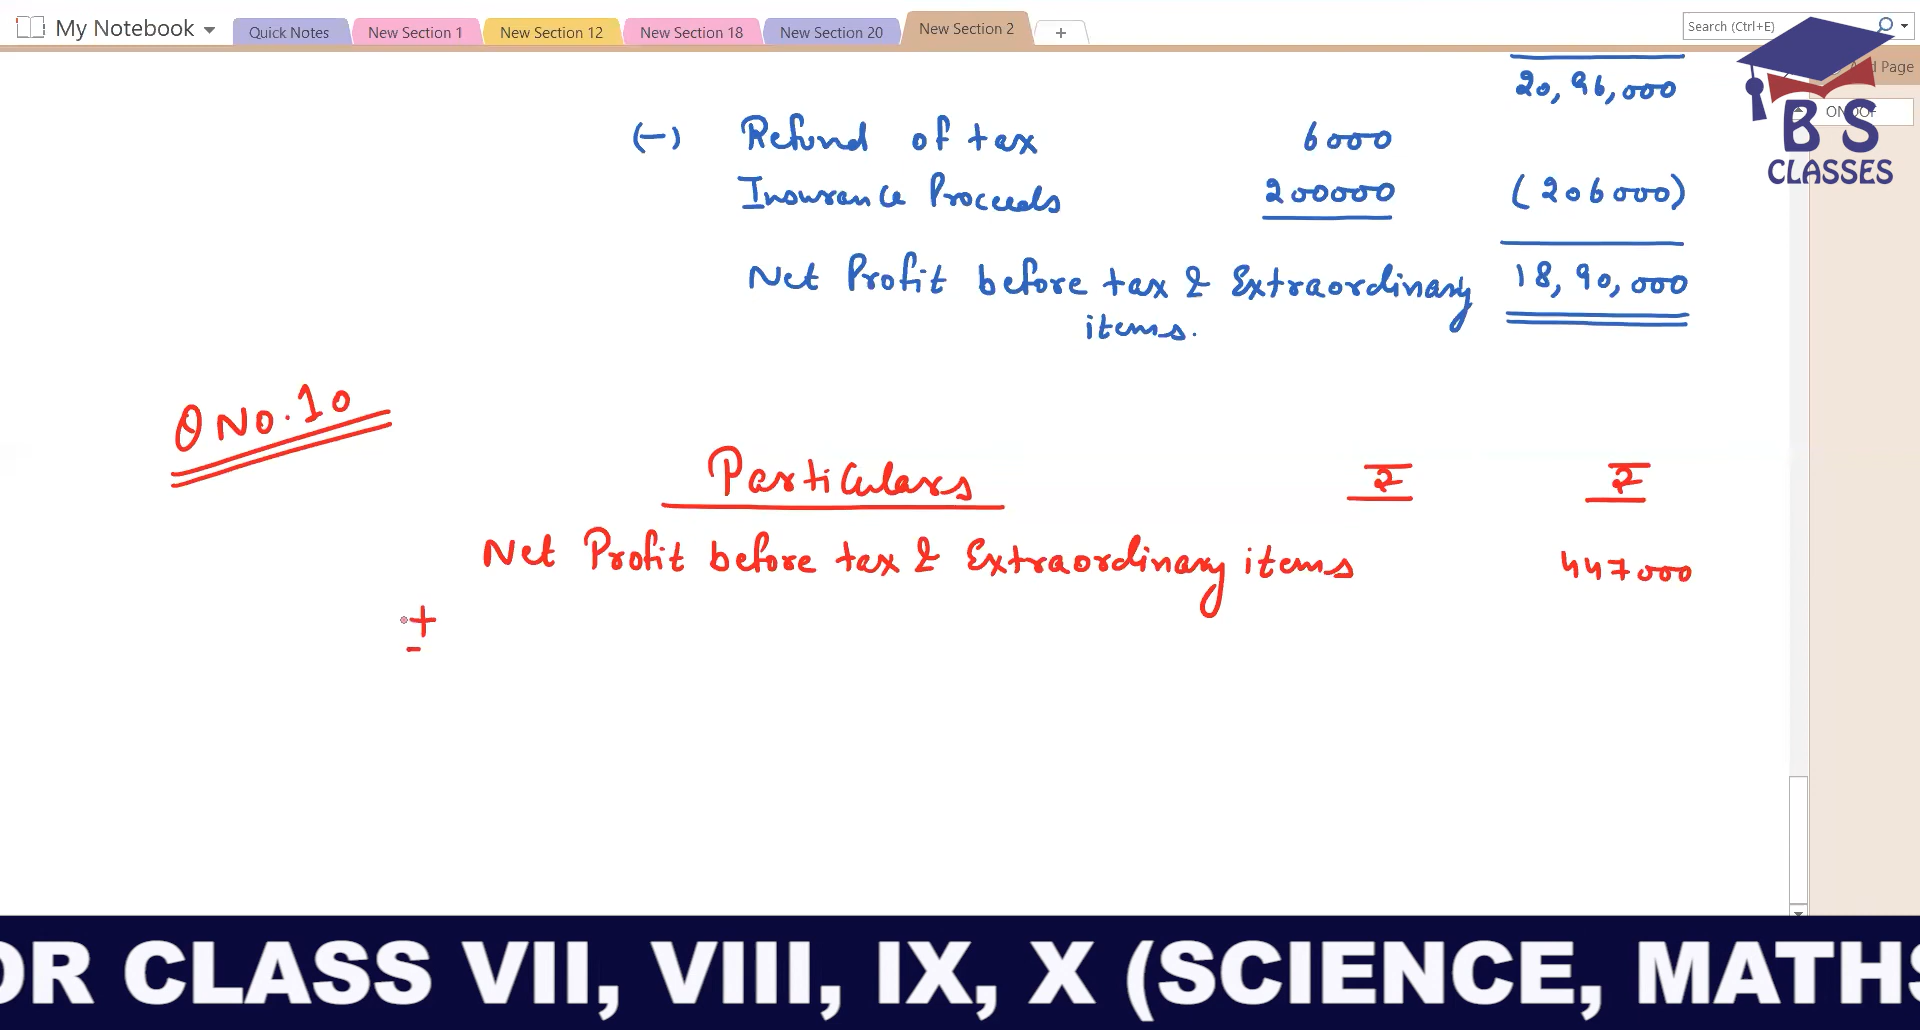 My Notebook
Quick Notes
New Section 1
New Section 12
New Section 18
New Section 20
New Section 2
+
Search (Ctrl+E)
Page
BS
CLASSES
20,96,000
(-) Refund of tax 6000
Insurance Proceeds 200000 (206000)
Net Profit before tax & Extraordinary 18,90,000
items.
Q No. 10
Particulars ₹ ₹
Net Profit before tax & Extraordinary items 447000
+
-
OR CLASS VII, VIII, IX, X (SCIENCE, MATHS